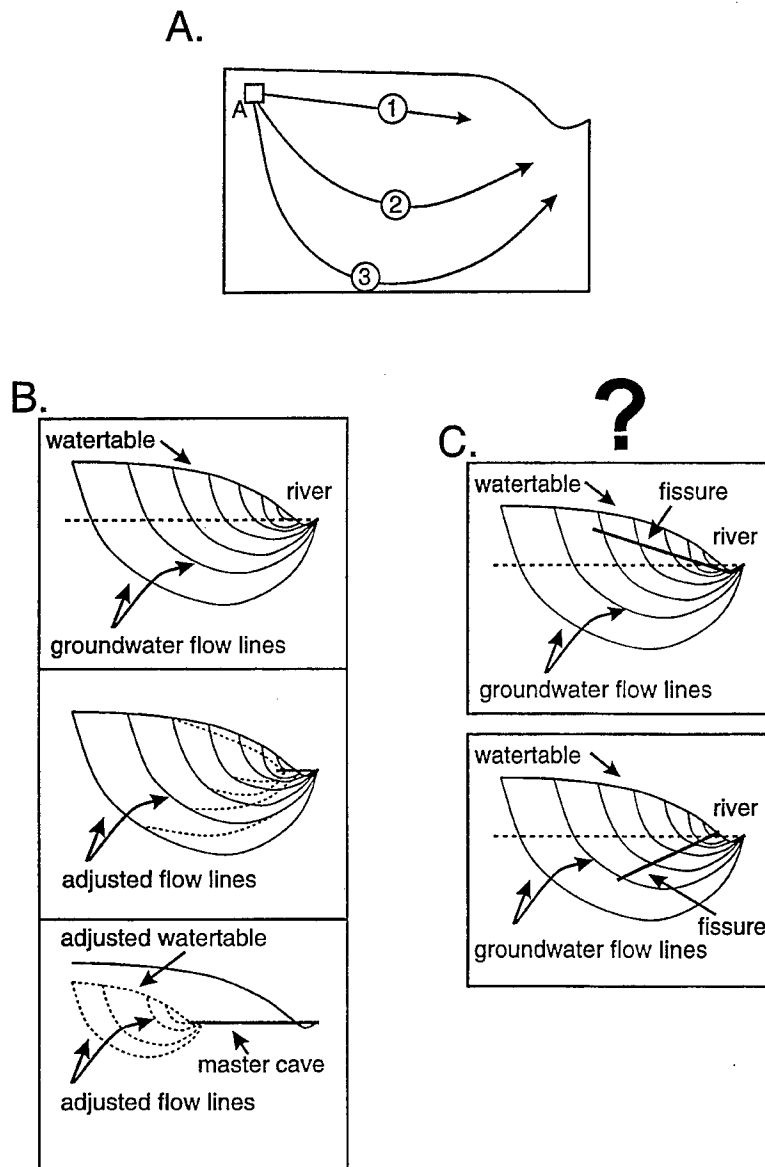 A.
A
1
2
3
B.
watertable
river
groundwater flow lines
adjusted flow lines
adjusted watertable
master cave
adjusted flow lines
?
C.
watertable
fissure
river
groundwater flow lines
watertable
river
groundwater flow lines
fissure